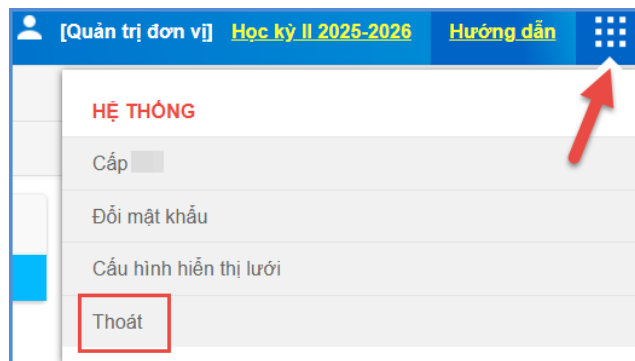 [Quản trị đơn vị] Học kỳ II 2025-2026 Hướng dẫn
HỆ THỐNG
Cấp
Đổi mật khẩu
Cấu hình hiển thị lưới
Thoát